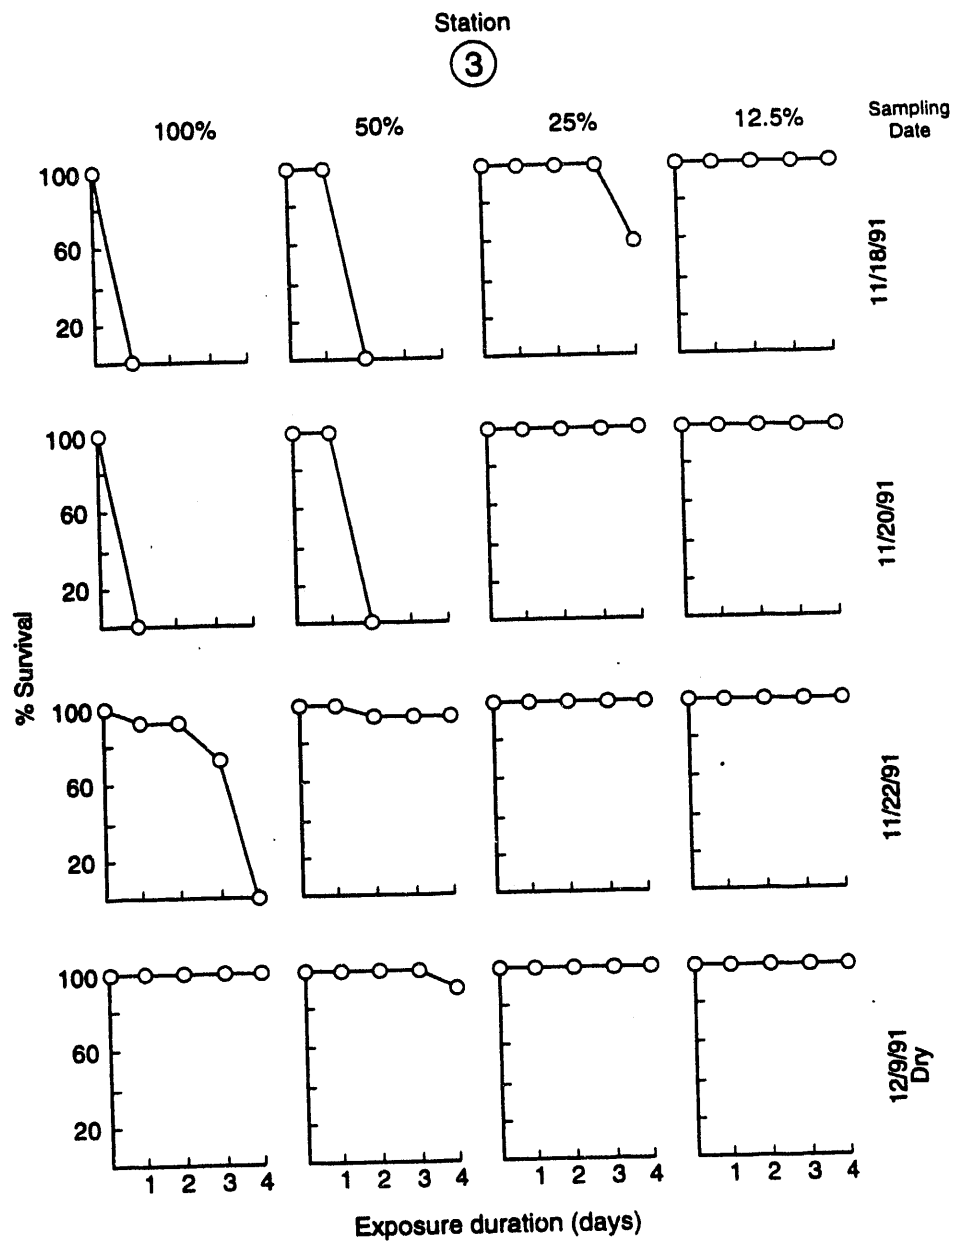 Station
3
100% 50% 25% 12.5% Sampling
Date
100
60
20
11/18/91
100
60
20
11/20/91
% Survival
100
60
20
11/22/91
100
60
20
12/9/91
Dry
1 2 3 4 1 2 3 4 1 2 3 4 1 2 3 4
Exposure duration (days)